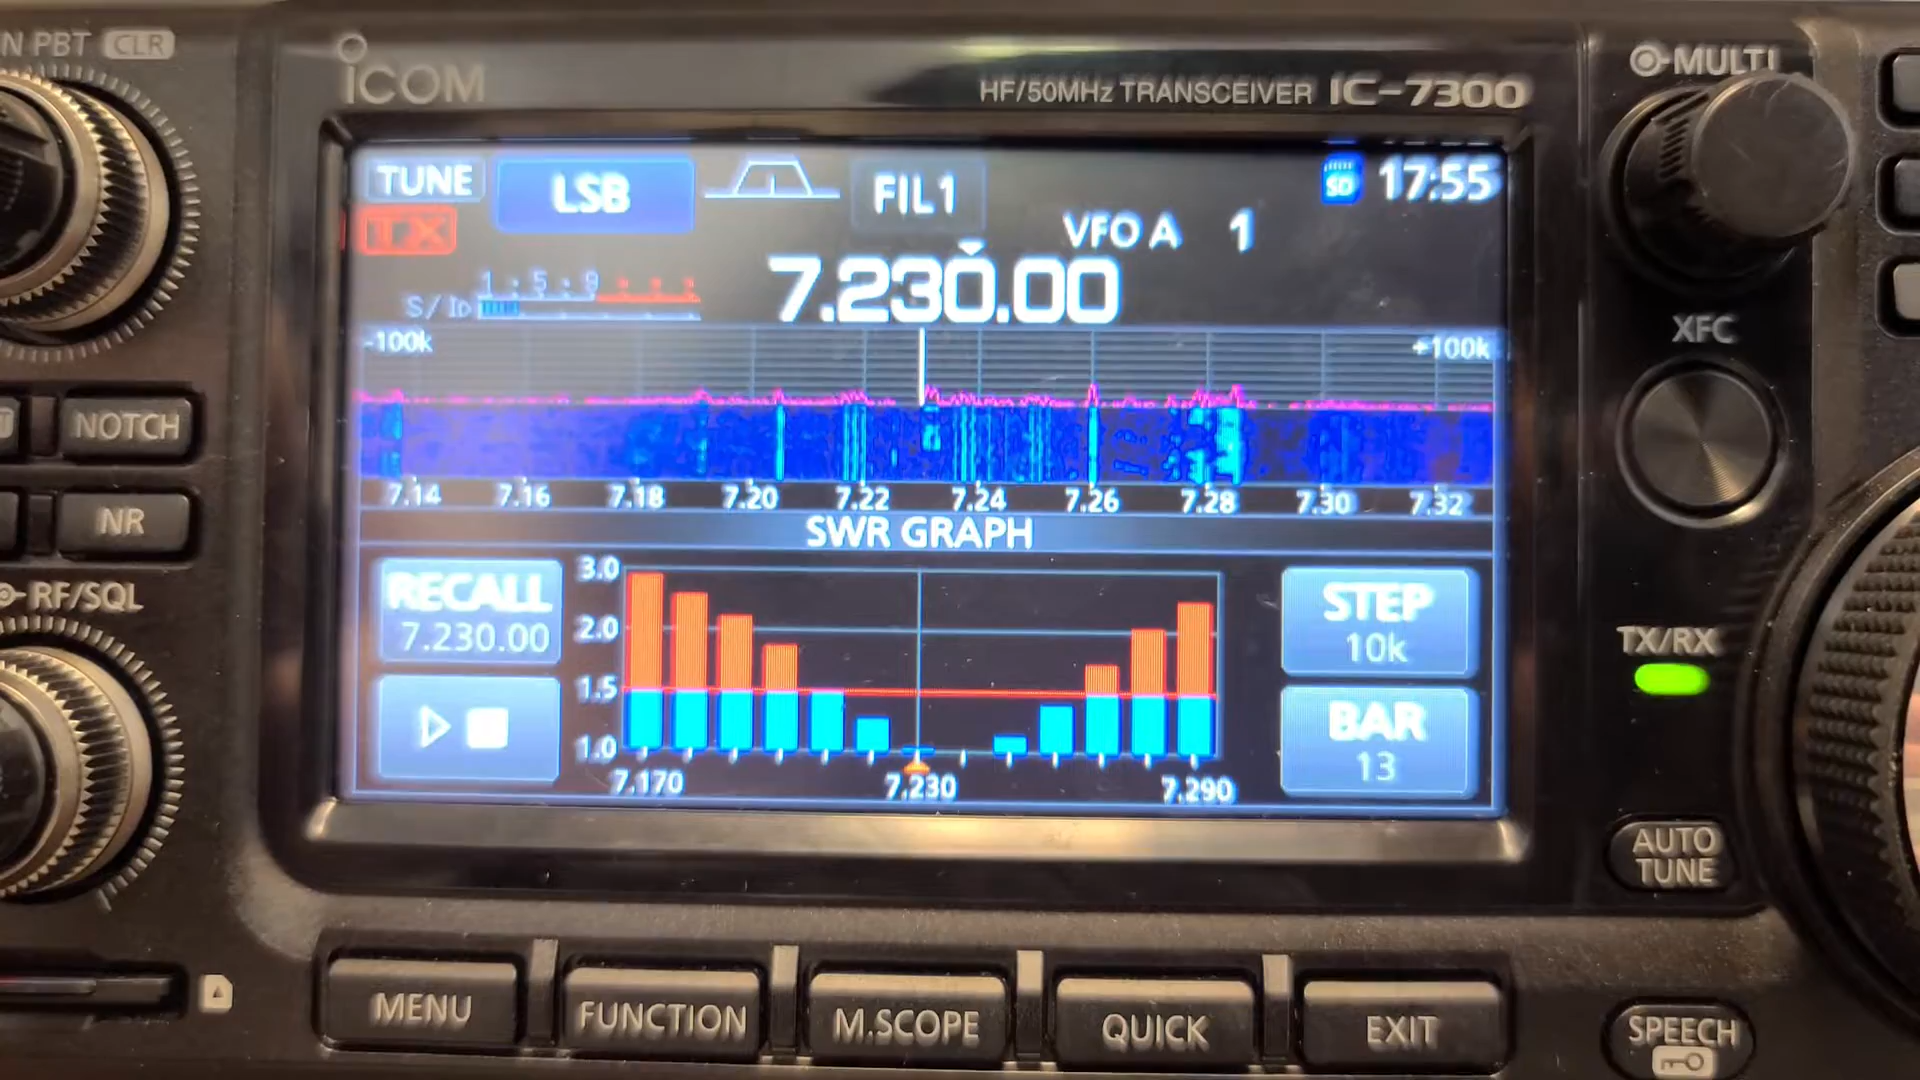 N PBT CLR
ICOM
HF/50MHz TRANSCEIVER IC-7300
MULTI
TUNE LSB FIL1 SD 17:55
TX
VFO A 1
7.230.00
1 : 5 : 9
S/ID
-100k +100k
XFC
NOTCH
7.14 7.16 7.18 7.20 7.22 7.24 7.26 7.28 7.30 7.32
NR
SWR GRAPH
RF/SQL
RECALL
7.230.00
3.0
2.0
1.5
1.0
7.170 7.230 7.290
STEP
10k
BAR
13
TX/RX
AUTO
TUNE
MENU FUNCTION M.SCOPE QUICK EXIT
SPEECH